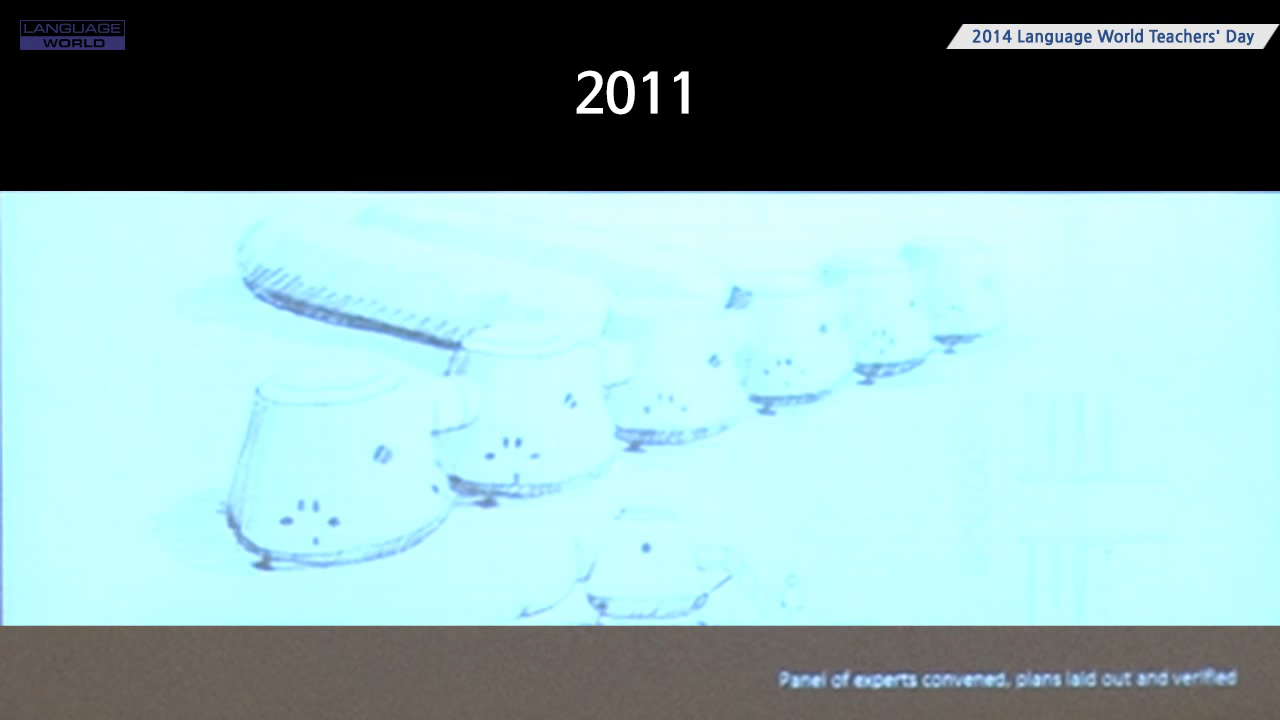 LANGUAGE
WORLD
2014 Language World Teachers' Day
2011
Panel of experts convened, plans laid out and verified